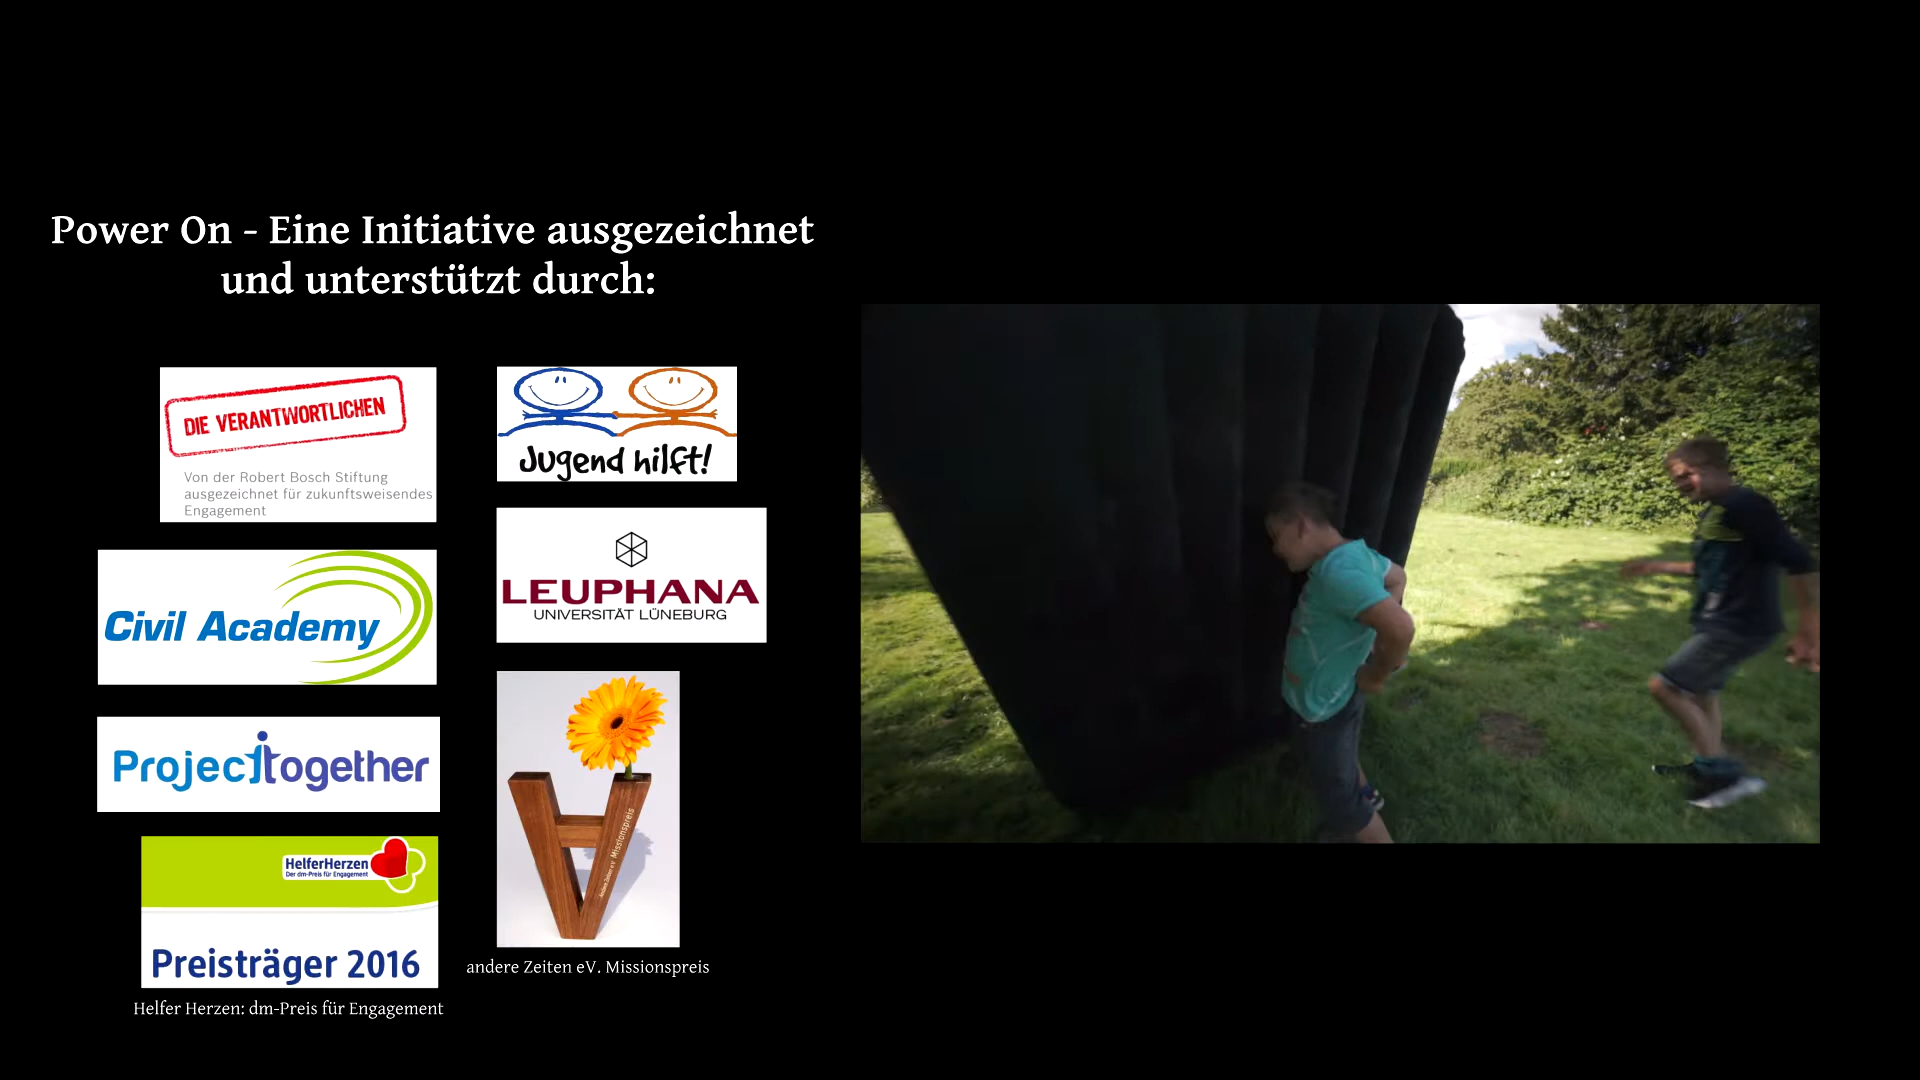 Power On - Eine Initiative ausgezeichnet
und unterstützt durch:
DIE VERANTWORTLICHEN
Von der Robert Bosch Stiftung
ausgezeichnet für zukunftsweisendes
Engagement
Jugend hilft!
Civil Academy
LEUPHANA
UNIVERSITÄT LÜNEBURG
Projecttogether
HelferHerzen
Der dm-Preis für Engagement
Preisträger 2016
Helfer Herzen: dm-Preis für Engagement
Andere Zeiten e.V. Missionspreis
andere Zeiten eV. Missionspreis